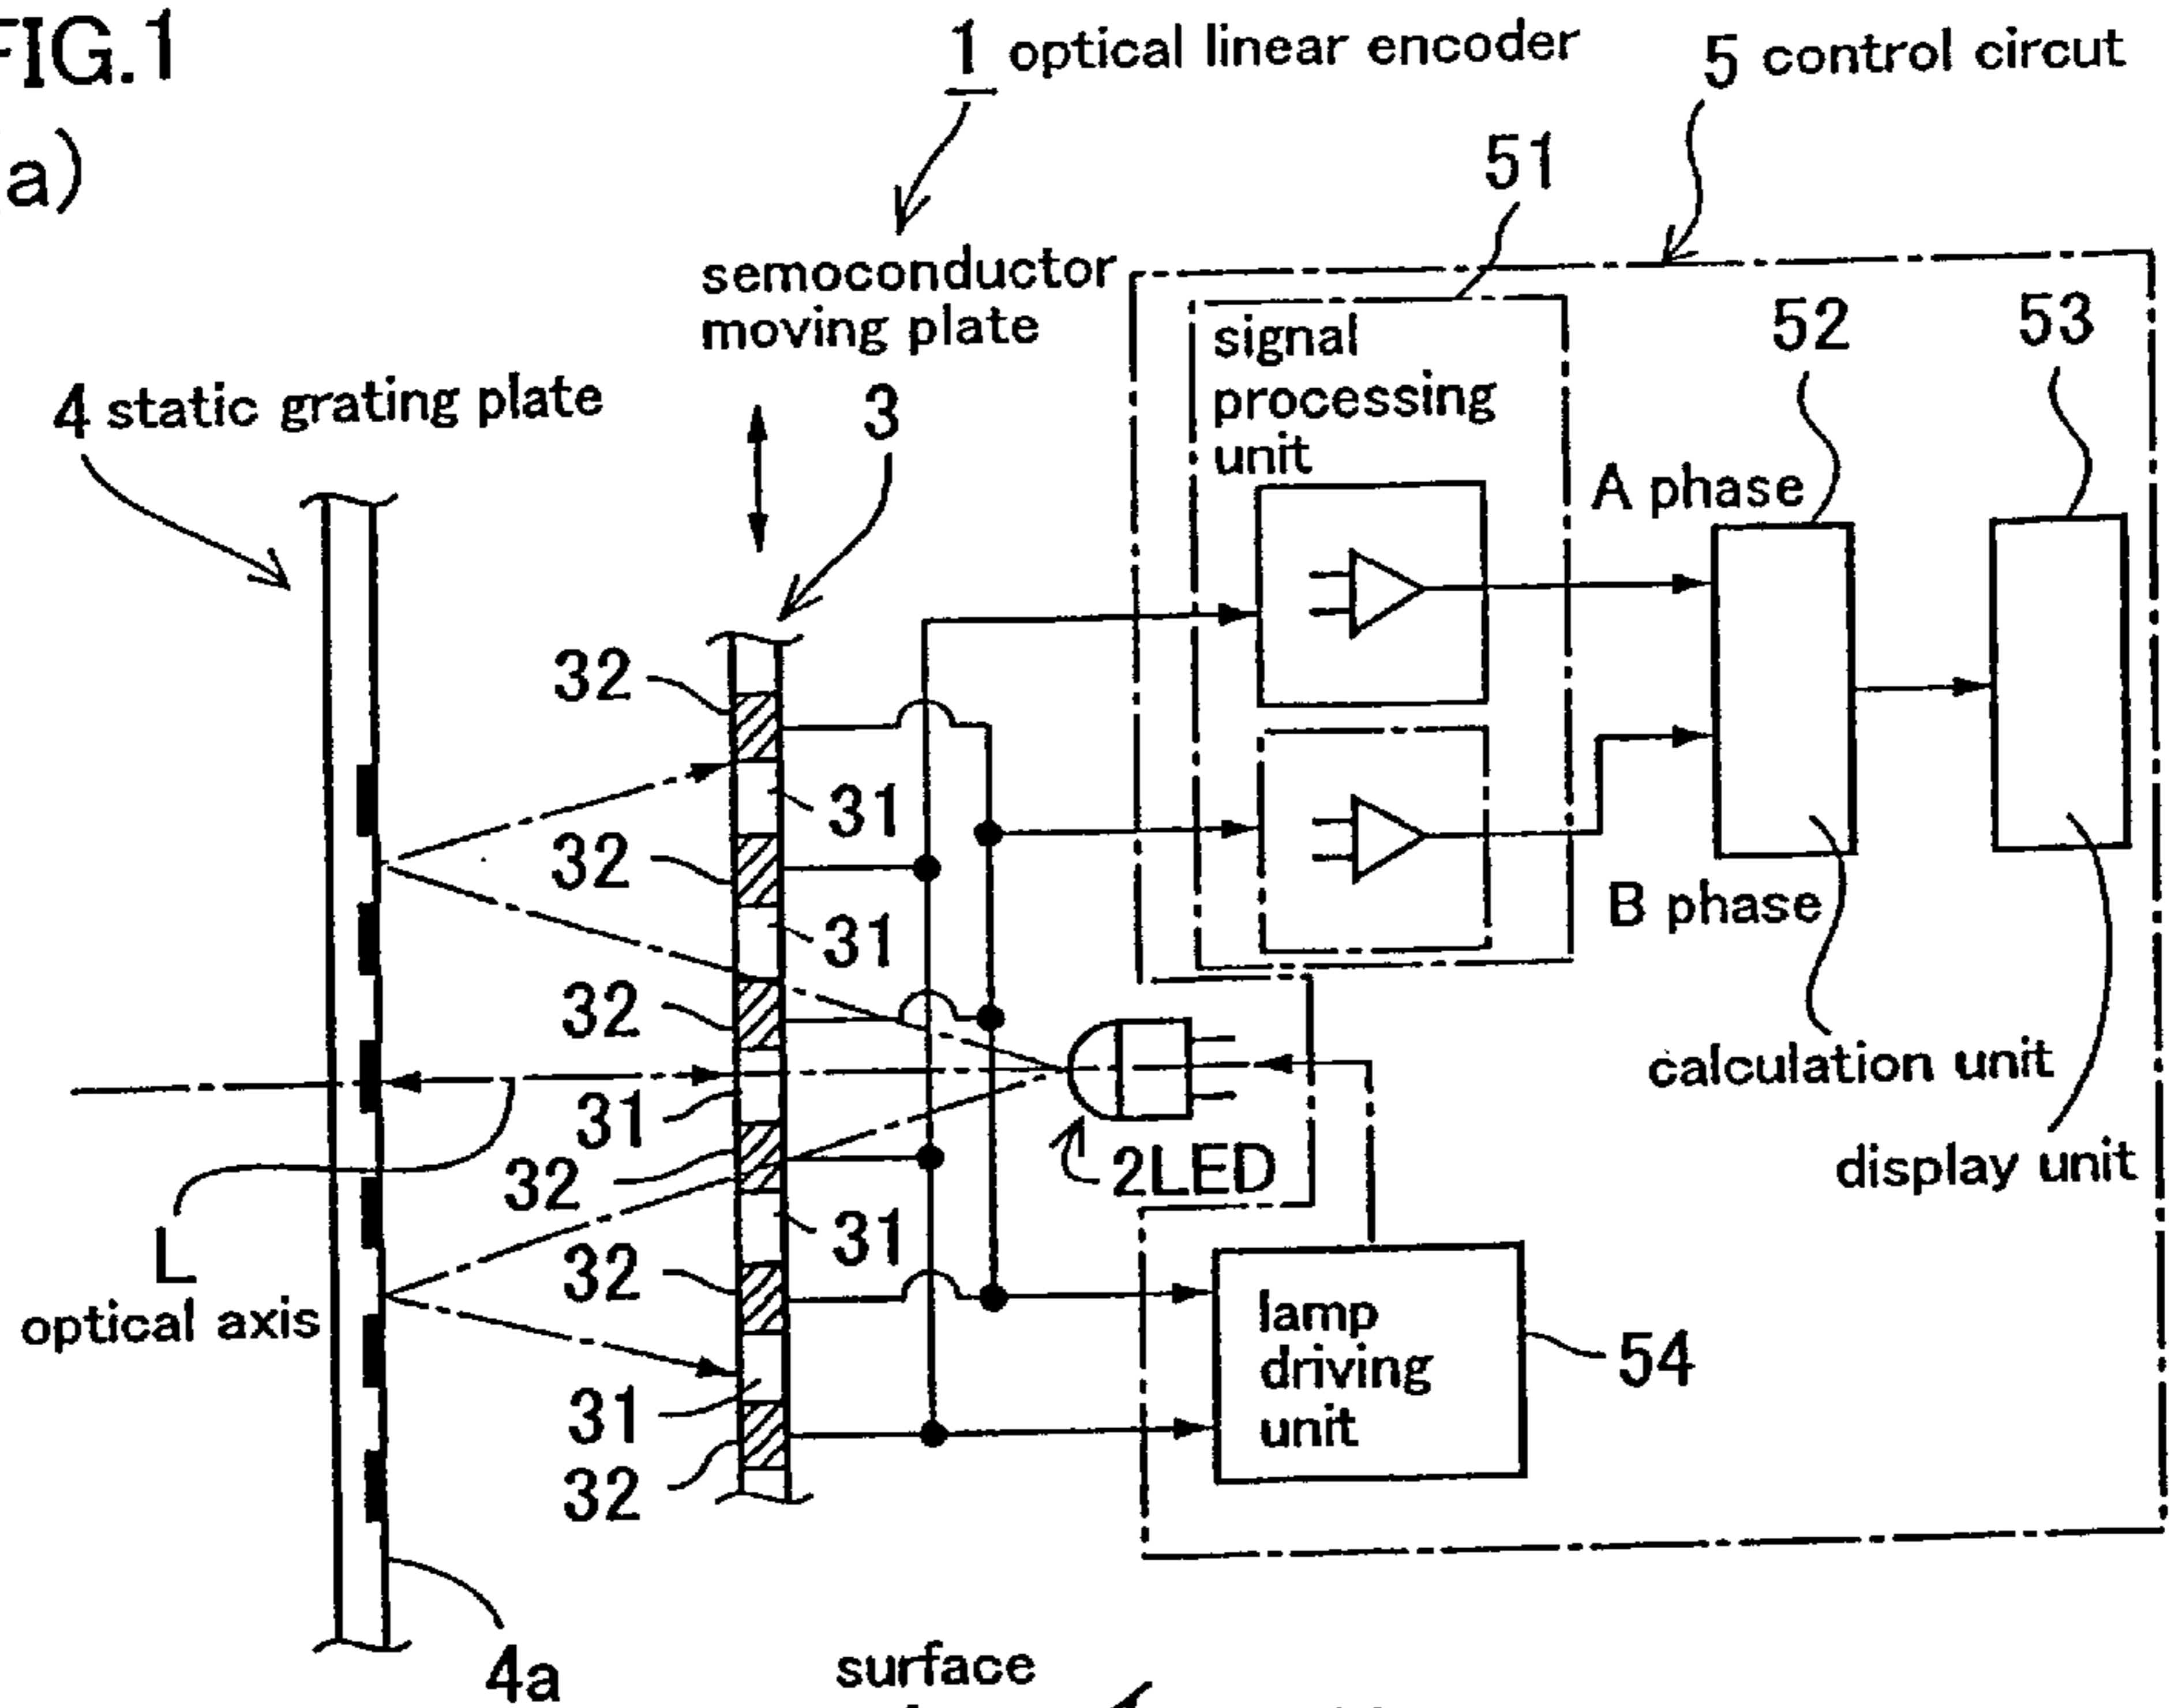 FIG.1
(a)
1 optical linear encoder
5 control circut
51
semoconductor
moving plate
signal
processing
unit
52
53
4 static grating plate
3
A phase
32
31
32
B phase
31
32
calculation unit
31
2LED
32
display unit
31
L
optical axis
32
lamp
driving
unit
54
31
32
4a
surface